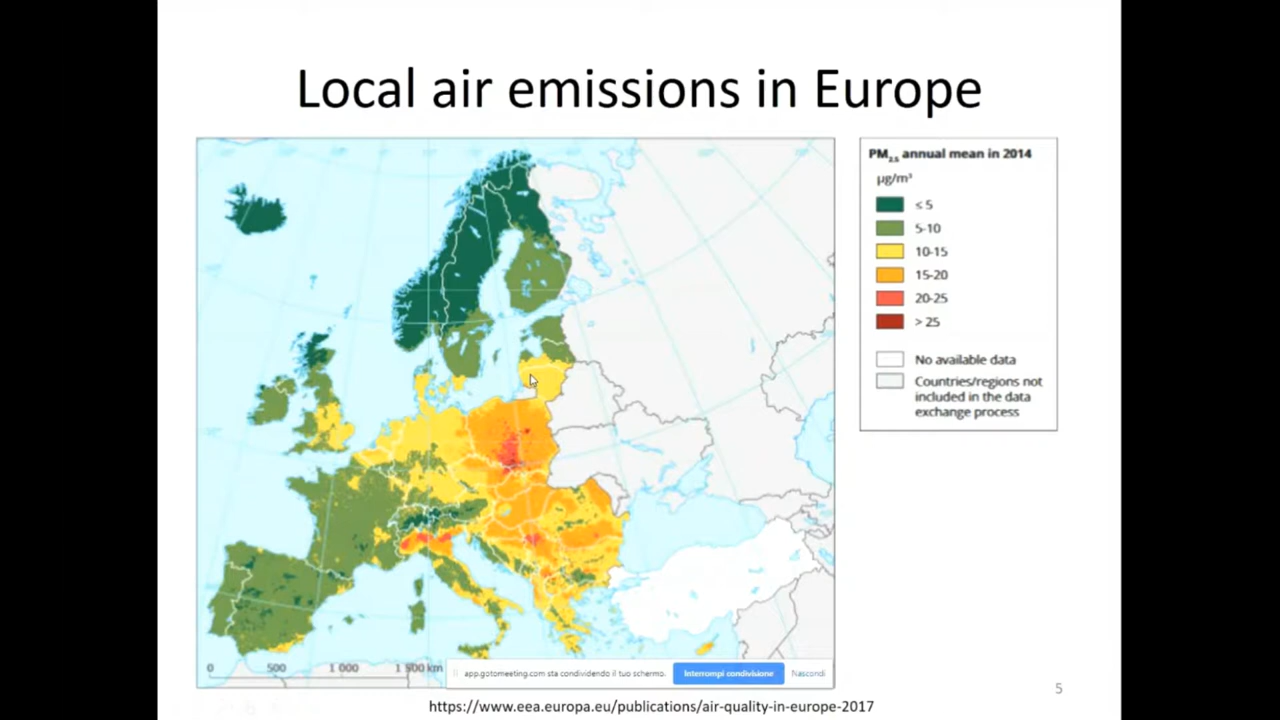 Local air emissions in Europe
PM2.5 annual mean in 2014
µg/m³
≤ 5
5-10
10-15
15-20
20-25
> 25
No available data
Countries/regions not
included in the data
exchange process
0 500 1 000 1 500 km
app.gotomeeting.com sta condividendo il tuo schermo.
Interrompi condivisione
Nascondi
5
https://www.eea.europa.eu/publications/air-quality-in-europe-2017